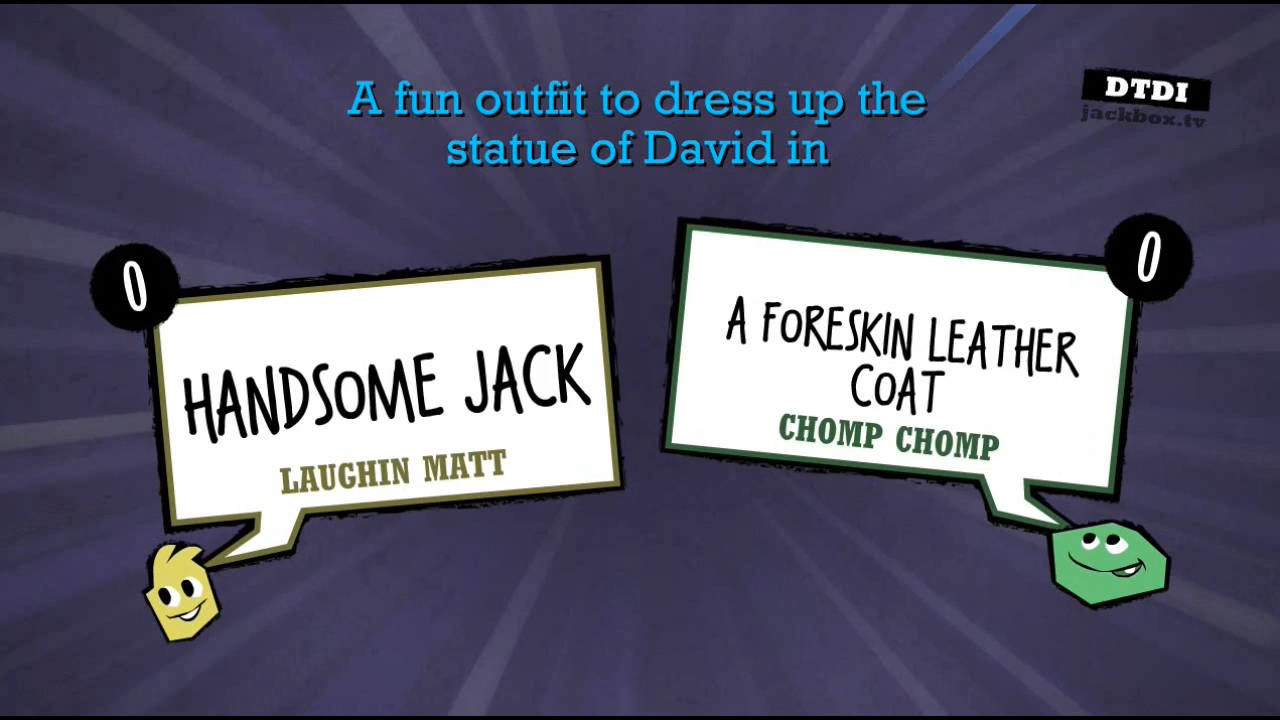 A fun outfit to dress up the
statue of David in
DTDI
jackbox.tv
0
HANDSOME JACK
LAUGHIN MATT
0
A FORESKIN LEATHER
COAT
CHOMP CHOMP